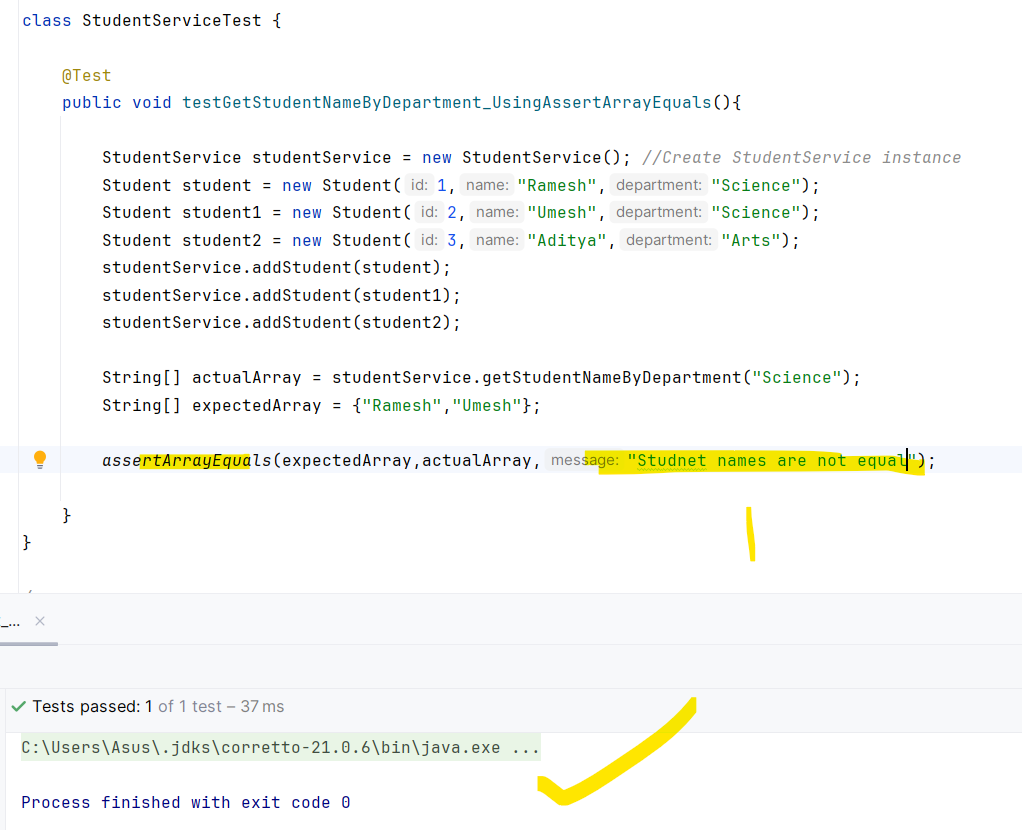 class StudentServiceTest {
@Test
public void testGetStudentNameByDepartment_UsingAssertArrayEquals(){
StudentService studentService = new StudentService(); //Create StudentService instance
Student student = new Student( id: 1, name: "Ramesh", department: "Science");
Student student1 = new Student( id: 2, name: "Umesh", department: "Science");
Student student2 = new Student( id: 3, name: "Aditya", department: "Arts");
studentService.addStudent(student);
studentService.addStudent(student1);
studentService.addStudent(student2);
String[] actualArray = studentService.getStudentNameByDepartment("Science");
String[] expectedArray = {"Ramesh","Umesh"};
assertArrayEquals(expectedArray,actualArray, message: "Studnet names are not equal");
}
}
_... ×
Tests passed: 1 of 1 test – 37 ms
C:\Users\Asus\.jdks\corretto-21.0.6\bin\java.exe ...
Process finished with exit code 0